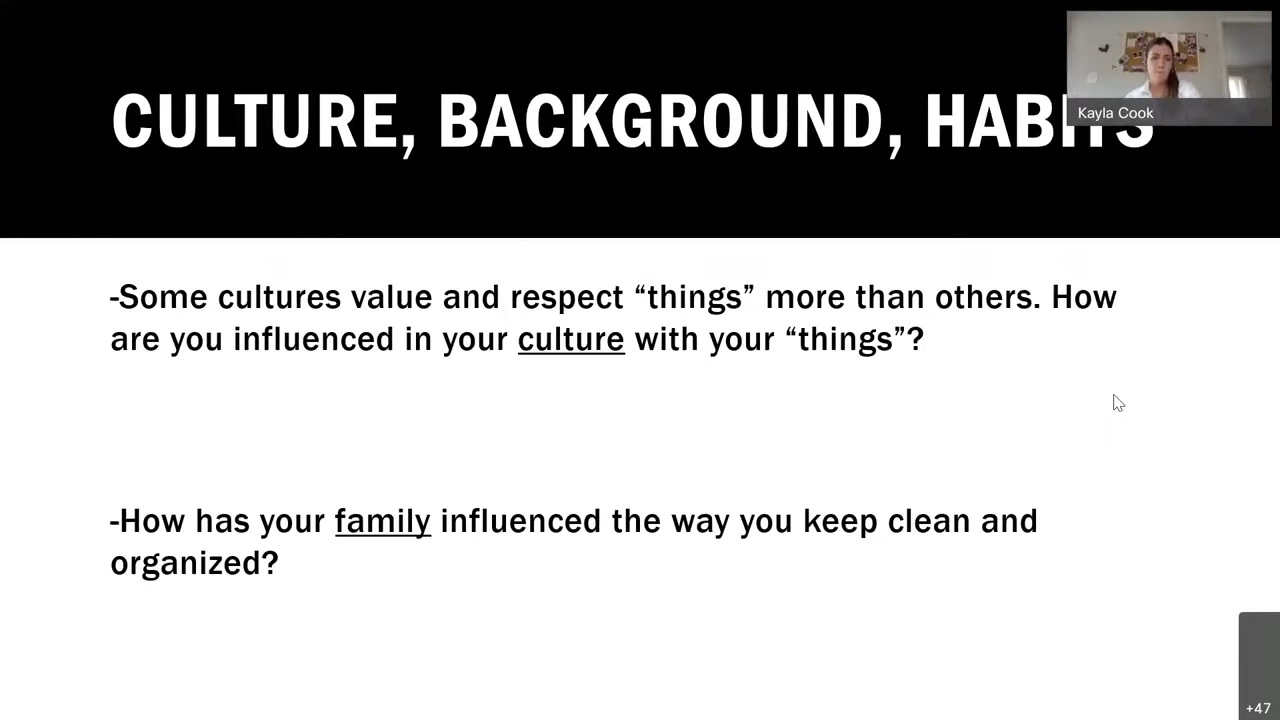 CULTURE, BACKGROUND, HABITS
Kayla Cook
-Some cultures value and respect “things” more than others. How
are you influenced in your culture with your “things”?
-How has your family influenced the way you keep clean and
organized?
+47